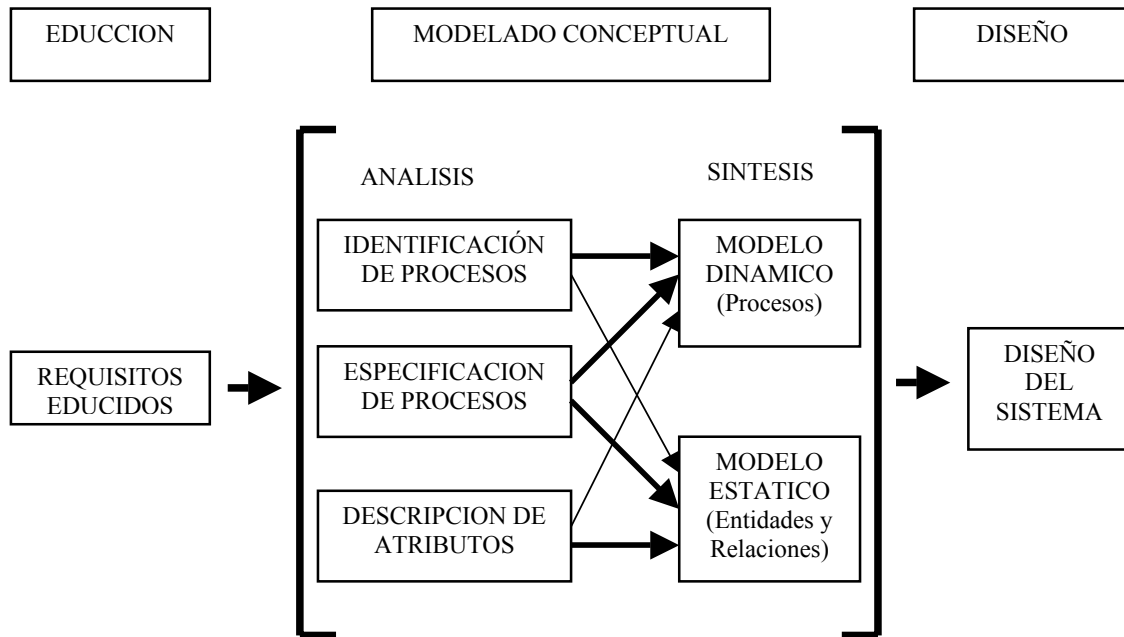 EDUCCION
MODELADO CONCEPTUAL
DISEÑO
ANALISIS
SINTESIS
IDENTIFICACIÓN
DE PROCESOS
MODELO
DINAMICO
(Procesos)
REQUISITOS
EDUCIDOS
ESPECIFICACION
DE PROCESOS
DISEÑO
DEL
SISTEMA
DESCRIPCION DE
ATRIBUTOS
MODELO
ESTATICO
(Entidades y
Relaciones)